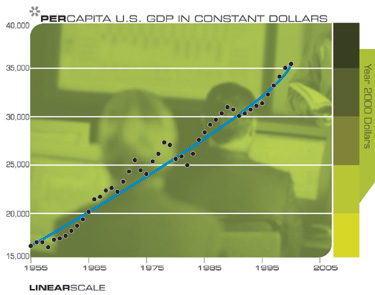 *PERCAPITA U.S. GDP IN CONSTANT DOLLARS
40,000
35,000
30,000
25,000
20,000
15,000
1955 1965 1975 1985 1995 2005
Year 2000 Dollars
LINEARSCALE